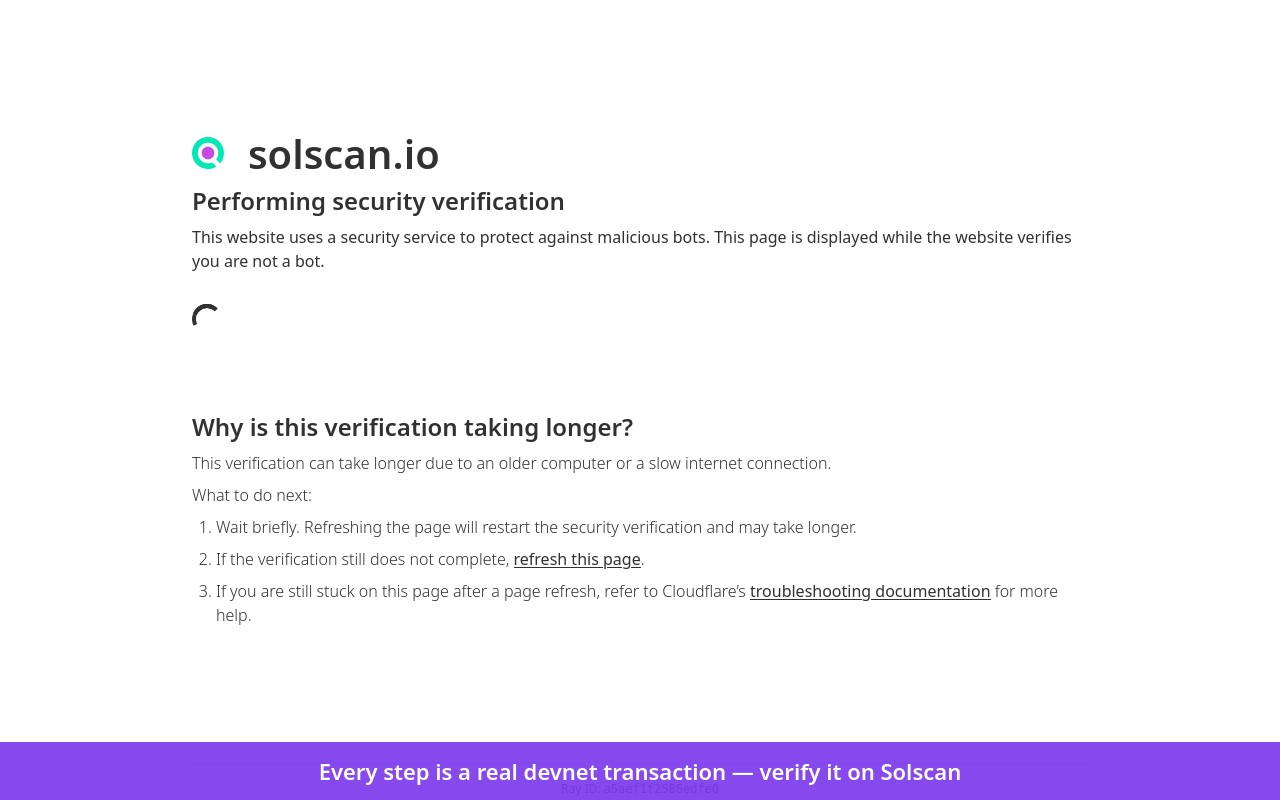 solscan.io
Performing security verification
This website uses a security service to protect against malicious bots. This page is displayed while the website verifies
you are not a bot.
Why is this verification taking longer?
This verification can take longer due to an older computer or a slow internet connection.
What to do next:
1. Wait briefly. Refreshing the page will restart the security verification and may take longer.
2. If the verification still does not complete, refresh this page.
3. If you are still stuck on this page after a page refresh, refer to Cloudflare’s troubleshooting documentation for more
help.
Every step is a real devnet transaction — verify it on Solscan
Ray ID: a5aef1f2586edfe0